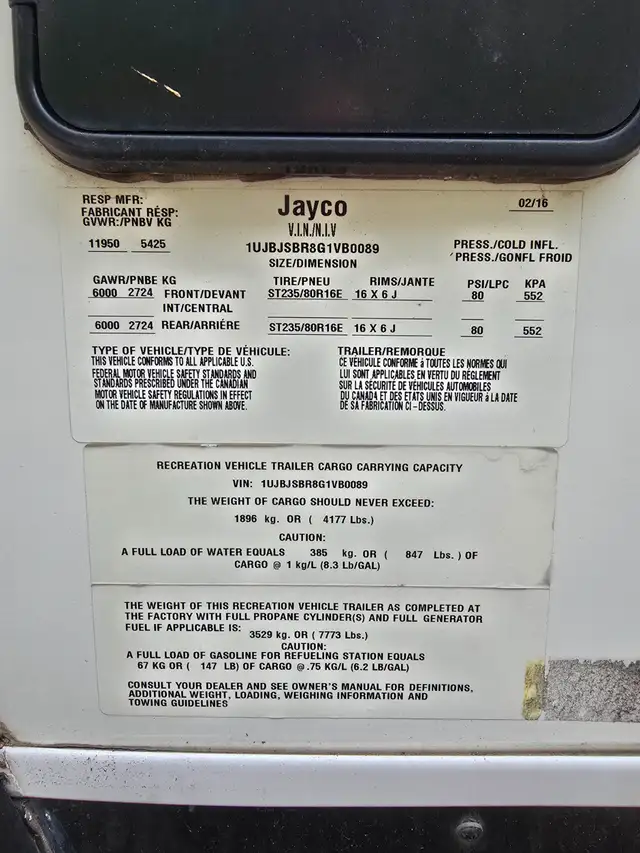 RESP MFR: Jayco 02/16
FABRICANT RÉSP:
GVWR:/PNBV KG V.I.N./N.I.V
11950 5425 1UJBJSBR8G1VB0089 PRESS./COLD INFL.
SIZE/DIMENSION PRESS./GONFL FROID
GAWR/PNBE KG TIRE/PNEU RIMS/JANTE PSI/LPC KPA
6000 2724 FRONT/DEVANT ST235/80R16E 16 X 6 J 80 552
INT/CENTRAL
6000 2724 REAR/ARRIÈRE ST235/80R16E 16 X 6 J 80 552
TYPE OF VEHICLE/TYPE DE VÉHICULE: TRAILER/REMORQUE
THIS VEHICLE CONFORMS TO ALL APPLICABLE U.S.
FEDERAL MOTOR VEHICLE SAFETY STANDARDS AND
STANDARDS PRESCRIBED UNDER THE CANADIAN
MOTOR VEHICLE SAFETY REGULATIONS IN EFFECT
ON THE DATE OF MANUFACTURE SHOWN ABOVE.
CE VÉHICULE CONFORME à TOUTES LES NORMES QUI
LUI SONT APPLICABLES EN VERTU DU RÈGLEMENT
SUR LA SÉCURITÉ DE VÉHICULES AUTOMOBILES
DU CANADA ET DES ETATS UNIS EN VIGUEUR à LA DATE
DE SA FABRICATION CI-DESSUS.
RECREATION VEHICLE TRAILER CARGO CARRYING CAPACITY
VIN: 1UJBJSBR8G1VB0089
THE WEIGHT OF CARGO SHOULD NEVER EXCEED:
1896 kg. OR ( 4177 Lbs.)
CAUTION:
A FULL LOAD OF WATER EQUALS 385 kg. OR ( 847 Lbs. ) OF
CARGO @ 1 kg/L (8.3 Lb/GAL)
THE WEIGHT OF THIS RECREATION VEHICLE TRAILER AS COMPLETED AT
THE FACTORY WITH FULL PROPANE CYLINDER(S) AND FULL GENERATOR
FUEL IF APPLICABLE IS: 3529 kg. OR (7773 Lbs.)
CAUTION:
A FULL LOAD OF GASOLINE FOR REFUELING STATION EQUALS
67 KG OR ( 147 LB) OF CARGO @ .75 KG/L (6.2 LB/GAL)
CONSULT YOUR DEALER AND SEE OWNER'S MANUAL FOR DEFINITIONS,
ADDITIONAL WEIGHT, LOADING, WEIGHING INFORMATION AND
TOWING GUIDELINES